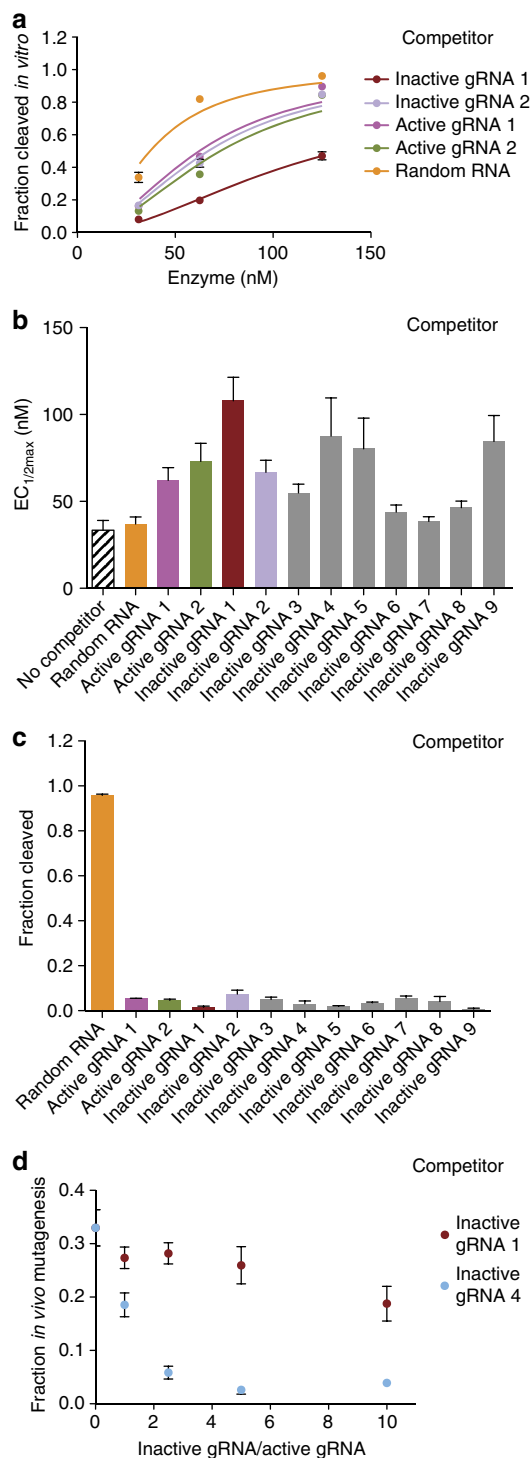 a
Competitor
Fraction cleaved in vitro
1.2
1.0
0.8
0.6
0.4
0.2
0.0
0
50
100
150
Enzyme (nM)
Inactive gRNA 1
Inactive gRNA 2
Active gRNA 1
Active gRNA 2
Random RNA
b
Competitor
EC1/2max (nM)
150
100
50
0
No competitor
Random RNA
Active gRNA 1
Active gRNA 2
Inactive gRNA 1
Inactive gRNA 2
Inactive gRNA 3
Inactive gRNA 4
Inactive gRNA 5
Inactive gRNA 6
Inactive gRNA 7
Inactive gRNA 8
Inactive gRNA 9
c
Competitor
Fraction cleaved
1.2
1.0
0.8
0.4
0.2
0.0
Random RNA
Active gRNA 1
Active gRNA 2
Inactive gRNA 1
Inactive gRNA 2
Inactive gRNA 3
Inactive gRNA 4
Inactive gRNA 5
Inactive gRNA 6
Inactive gRNA 7
Inactive gRNA 8
Inactive gRNA 9
d
Competitor
Fraction in vivo mutagenesis
0.4
0.3
0.2
0.1
0.0
0
2
4
6
8
10
Inactive gRNA/active gRNA
Inactive
gRNA 1
Inactive
gRNA 4